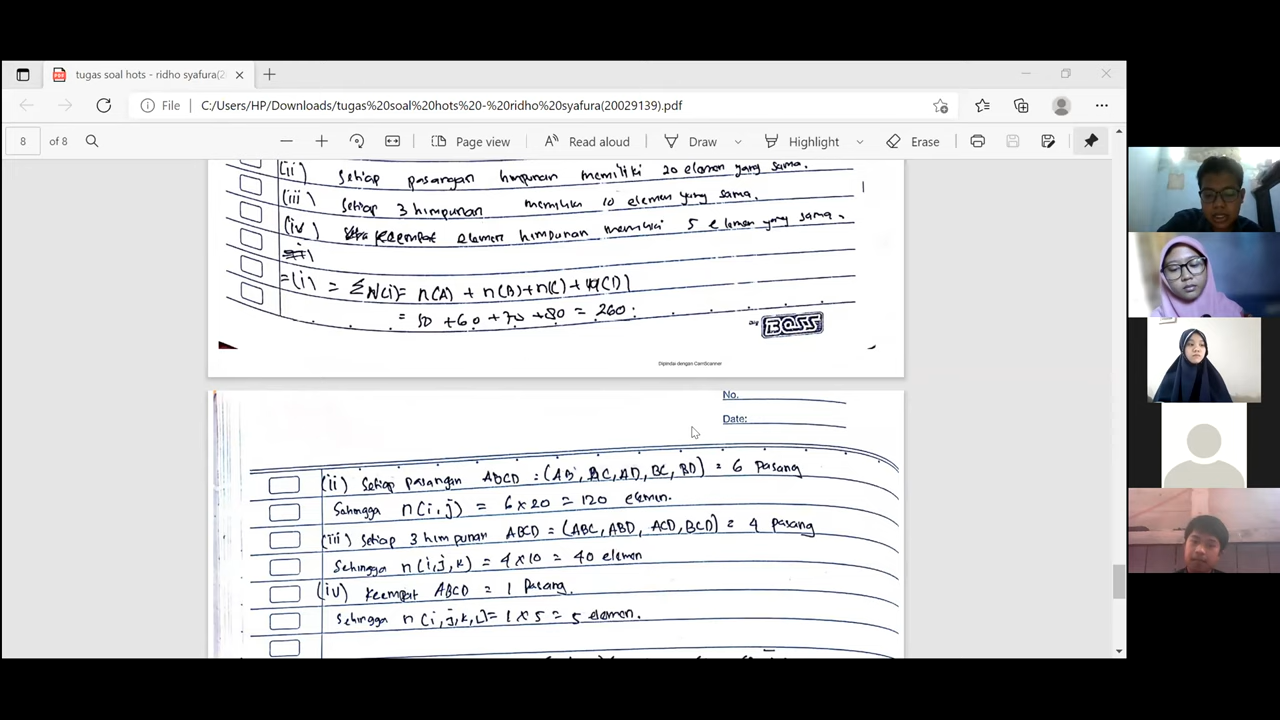 tugas soal hots - ridho syafura(2
File
C:/Users/HP/Downloads/tugas%20soal%20hots%20-%20ridho%20syafura(20029139).pdf
8 of 8
Page view
Read aloud
Draw
Highlight
Erase
(ii) Setiap pasangan himpunan memiliki 20 elemen yang sama.
(iii) Setiap 3 himpunan memiliki 10 elemen yang sama.
(iv) Keempat elemen himpunan memiliki 5 elemen yang sama.
=(i) = ΣN(i) = n(A) + n(B) + n(C) + n(D)
= 50 + 60 + 70 + 80 = 260.
BOSS
Dipindai dengan CamScanner
No.
Date:
(ii) Setiap pasangan ABCD = (AB, AC, AD, BC, BD) = 6 pasang
Sehingga n(i,j) = 6 x 20 = 120 elemen.
(iii) Setiap 3 himpunan ABCD = (ABC, ABD, ACD, BCD) = 4 pasang
Sehingga n(i,j,k) = 4 x 10 = 40 elemen
(iv) Keempat ABCD = 1 Pasang.
Sehingga n(i,j,k,L) = 1 x 5 = 5 elemen.